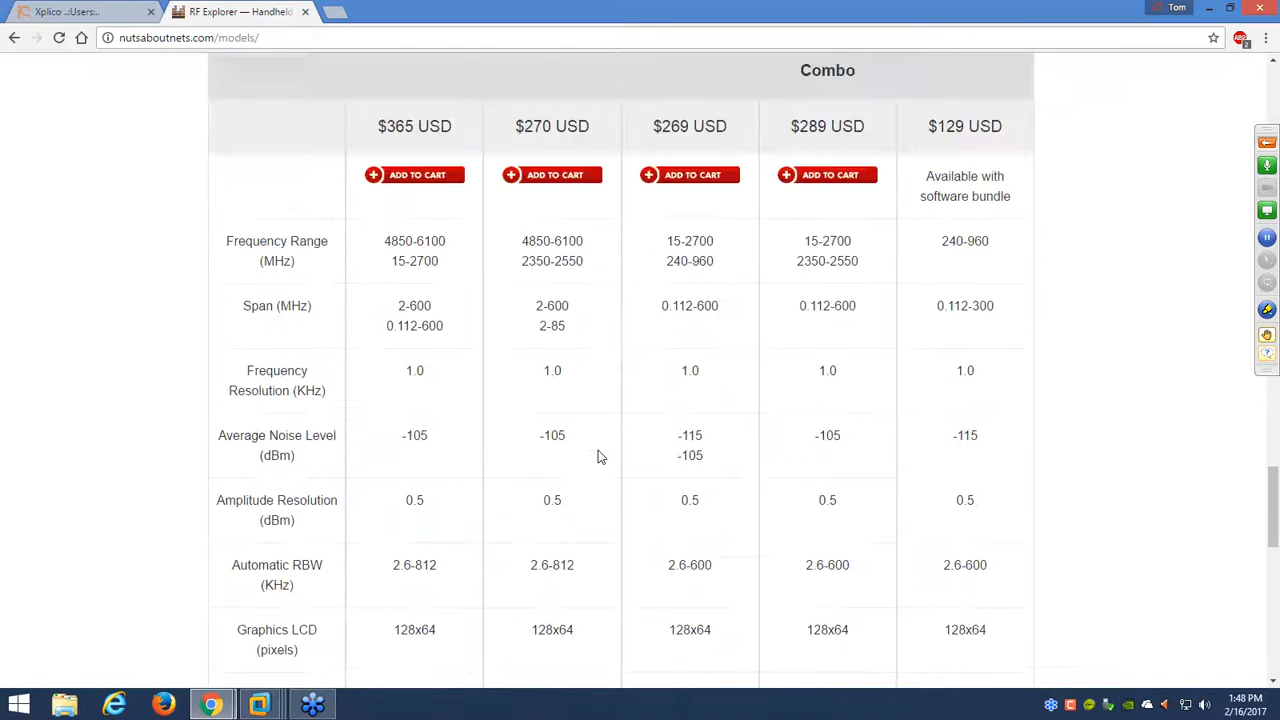 Xplico ..:Users:..
RF Explorer — Handheld
Tom
nutsaboutnets.com/models/
Combo
$365 USD $270 USD $269 USD $289 USD $129 USD
ADD TO CART ADD TO CART ADD TO CART ADD TO CART Available with
software bundle
Frequency Range 4850-6100 4850-6100 15-2700 15-2700 240-960
(MHz) 15-2700 2350-2550 240-960 2350-2550
Span (MHz) 2-600 2-600 0.112-600 0.112-600 0.112-300
0.112-600 2-85
Frequency 1.0 1.0 1.0 1.0 1.0
Resolution (KHz)
Average Noise Level -105 -105 -115 -105 -115
(dBm) -105
Amplitude Resolution 0.5 0.5 0.5 0.5 0.5
(dBm)
Automatic RBW 2.6-812 2.6-812 2.6-600 2.6-600 2.6-600
(KHz)
Graphics LCD 128x64 128x64 128x64 128x64 128x64
(pixels)
1:48 PM
2/16/2017